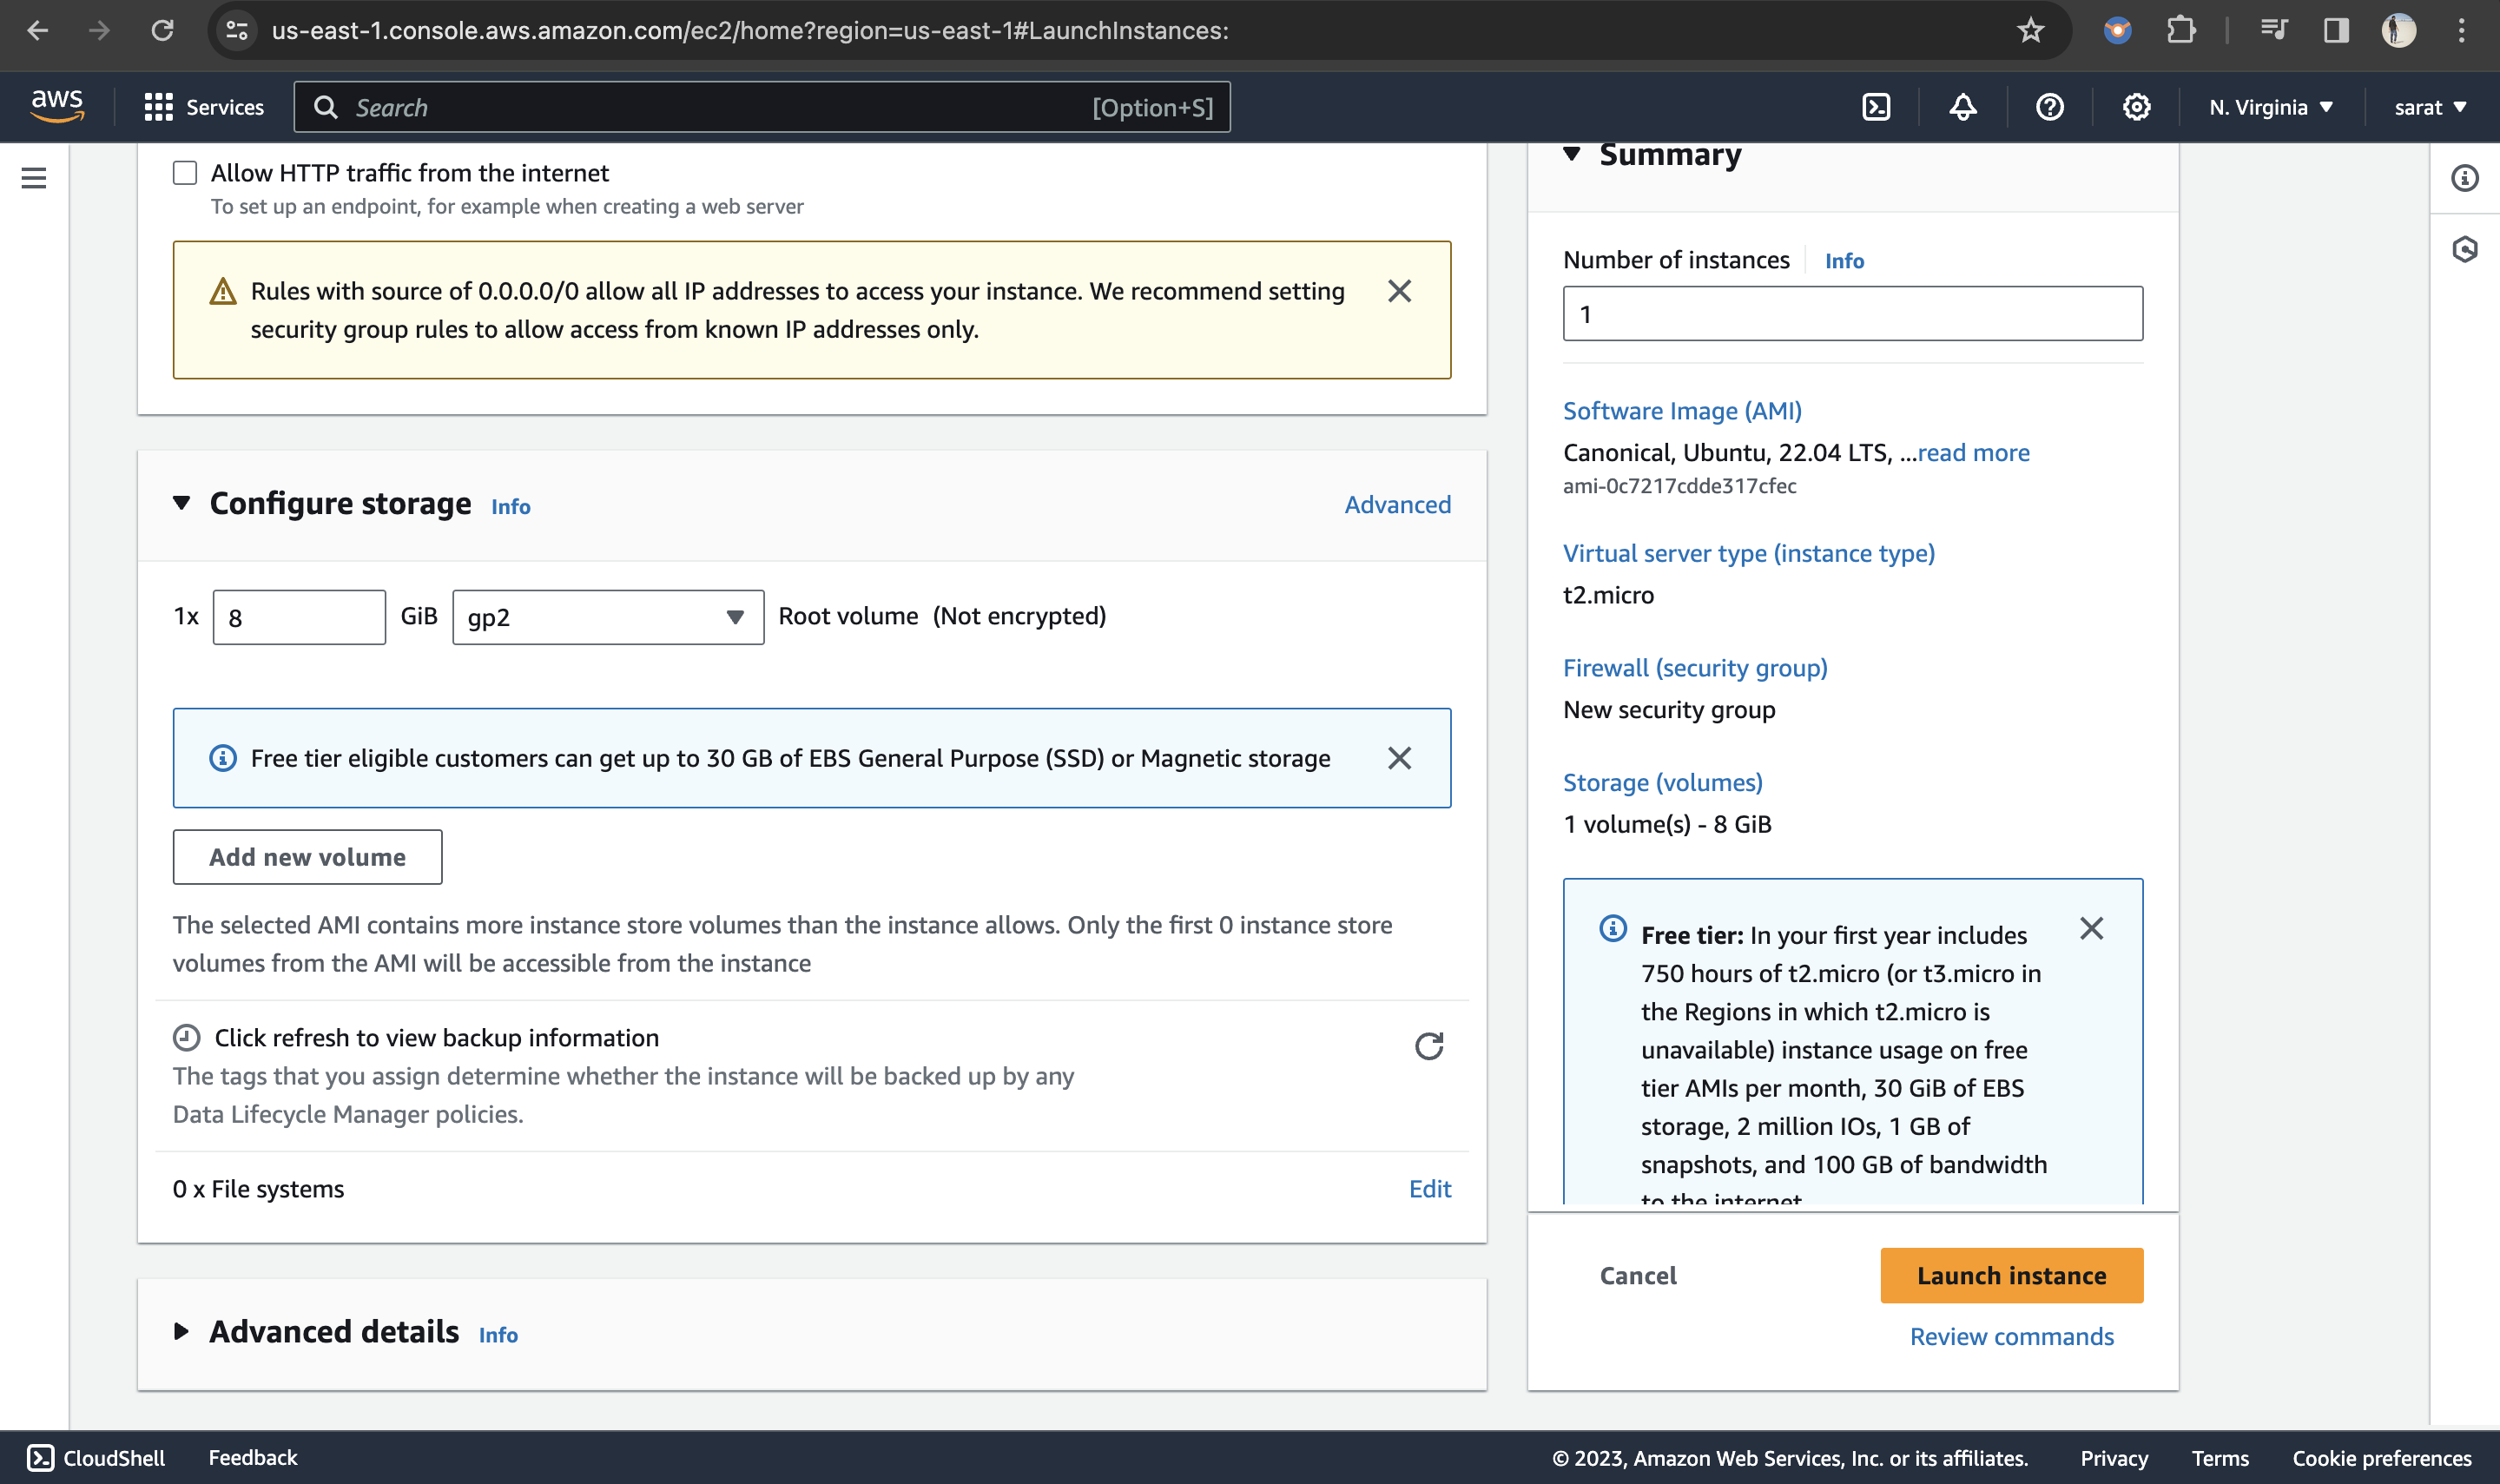 us-east-1.console.aws.amazon.com/ec2/home?region=us-east-1#LaunchInstances:
aws
Services
Search
[Option+S]
N. Virginia
sarat
Allow HTTP traffic from the internet
To set up an endpoint, for example when creating a web server
Rules with source of 0.0.0.0/0 allow all IP addresses to access your instance. We recommend setting
security group rules to allow access from known IP addresses only.
Configure storage
Info
Advanced
1x
8
GiB
gp2
Root volume (Not encrypted)
Free tier eligible customers can get up to 30 GB of EBS General Purpose (SSD) or Magnetic storage
Add new volume
The selected AMI contains more instance store volumes than the instance allows. Only the first 0 instance store
volumes from the AMI will be accessible from the instance
Click refresh to view backup information
The tags that you assign determine whether the instance will be backed up by any
Data Lifecycle Manager policies.
0 x File systems
Edit
Advanced details
Info
Summary
Number of instances
Info
1
Software Image (AMI)
Canonical, Ubuntu, 22.04 LTS, ...read more
ami-0c7217cdde317cfec
Virtual server type (instance type)
t2.micro
Firewall (security group)
New security group
Storage (volumes)
1 volume(s) - 8 GiB
Free tier: In your first year includes
750 hours of t2.micro (or t3.micro in
the Regions in which t2.micro is
unavailable) instance usage on free
tier AMIs per month, 30 GiB of EBS
storage, 2 million IOs, 1 GB of
snapshots, and 100 GB of bandwidth
to the internet
Cancel
Launch instance
Review commands
CloudShell
Feedback
© 2023, Amazon Web Services, Inc. or its affiliates.
Privacy
Terms
Cookie preferences